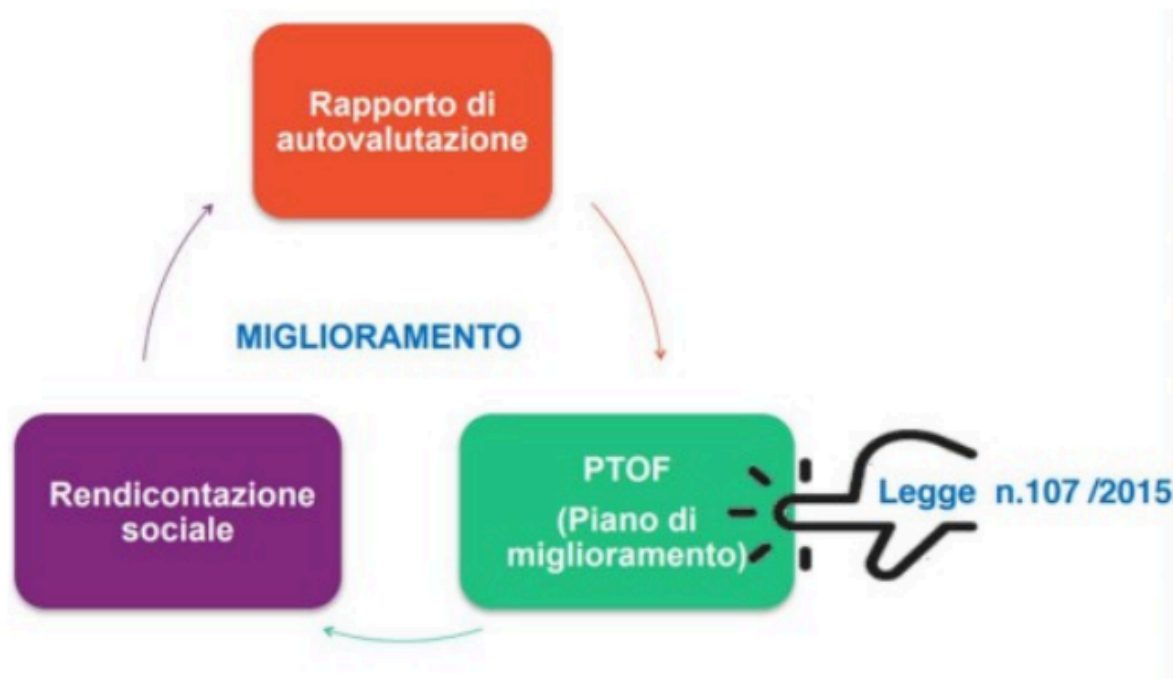 Rapporto di
autovalutazione
MIGLIORAMENTO
Rendicontazione
sociale
PTOF
(Piano di
miglioramento)
Legge n.107 /2015